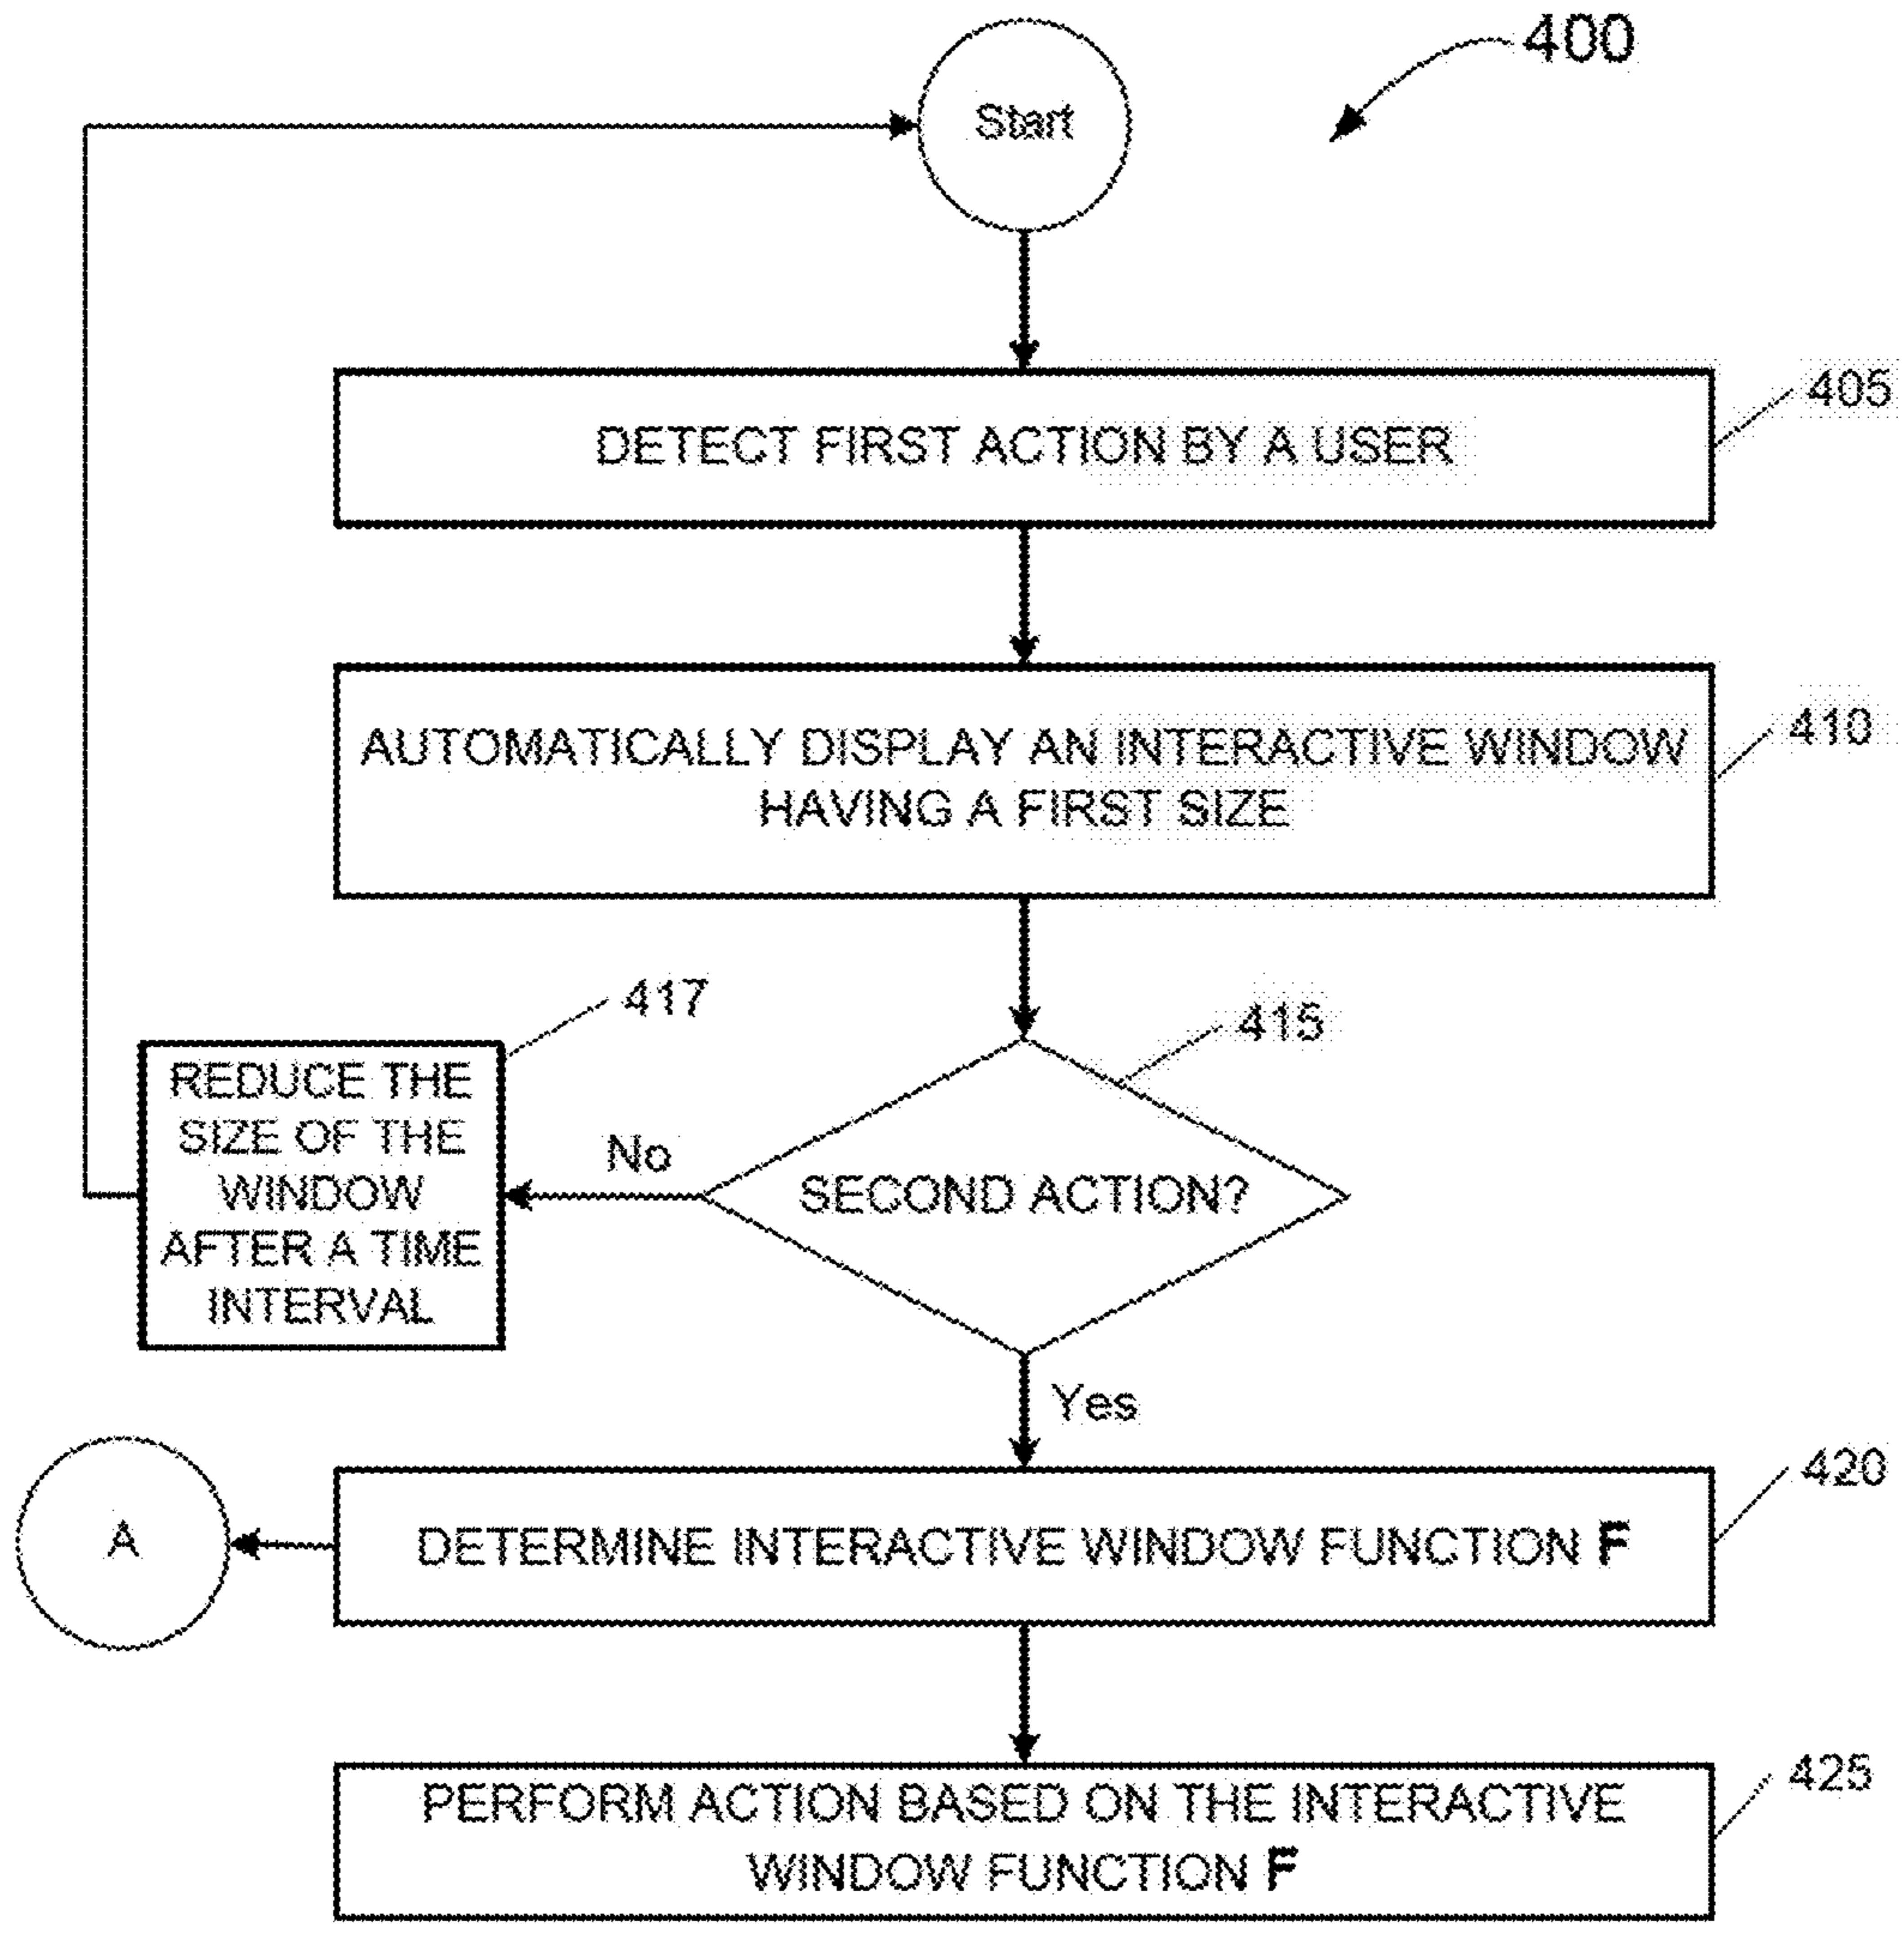 400
Start
405
DETECT FIRST ACTION BY A USER
410
AUTOMATICALLY DISPLAY AN INTERACTIVE WINDOW
HAVING A FIRST SIZE
417
415
REDUCE THE
SIZE OF THE
WINDOW
AFTER A TIME
INTERVAL
No
SECOND ACTION?
Yes
420
A
DETERMINE INTERACTIVE WINDOW FUNCTION F
425
PERFORM ACTION BASED ON THE INTERACTIVE
WINDOW FUNCTION F